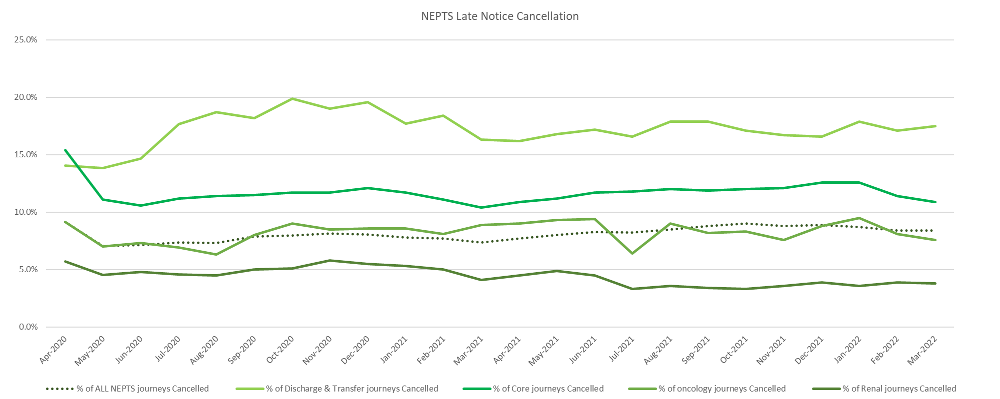 NEPTS Late Notice Cancellation
25.0%
20.0%
15.0%
10.0%
5.0%
0.0%
Apr-2020
May-2020
Jun-2020
Jul-2020
Aug-2020
Sep-2020
Oct-2020
Nov-2020
Dec-2020
Jan-2021
Feb-2021
Mar-2021
Apr-2021
May-2021
Jun-2021
Jul-2021
Aug-2021
Sep-2021
Oct-2021
Nov-2021
Dec-2021
Jan-2022
Feb-2022
Mar-2022
% of ALL NEPTS journeys Cancelled
% of Discharge & Transfer journeys Cancelled
% of Core journeys Cancelled
% of oncology journeys Cancelled
% of Renal journeys Cancelled